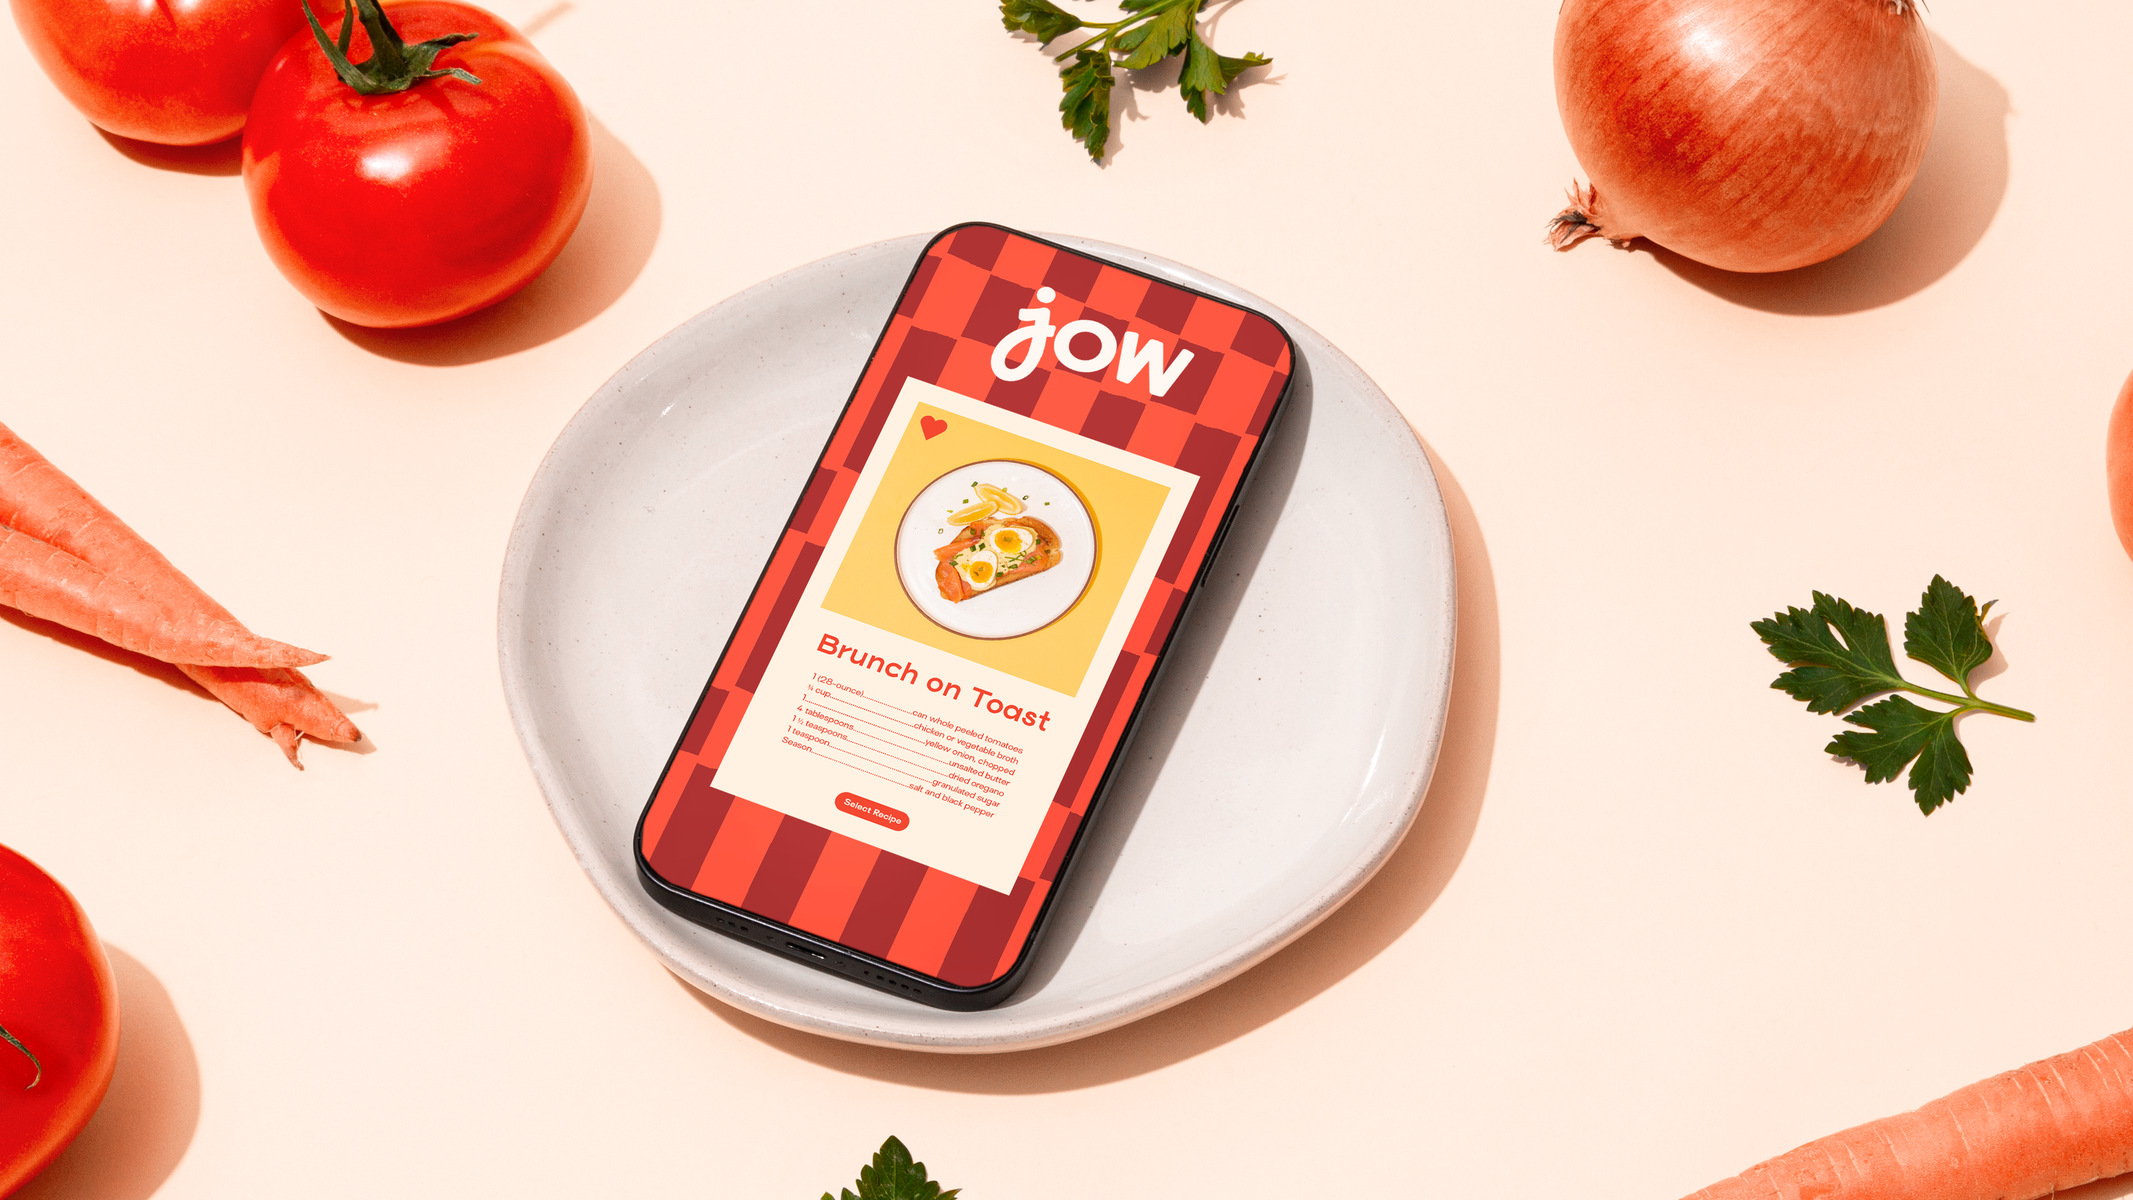 jow
Brunch on Toast
1 (28-ounce)..........can whole peeled tomatoes
¾ cup..........chicken or vegetable broth
1..........yellow onion, chopped
4 tablespoons..........unsalted butter
1 ½ teaspoons..........dried oregano
1 teaspoon..........granulated sugar
Season..........salt and black pepper
Select Recipe